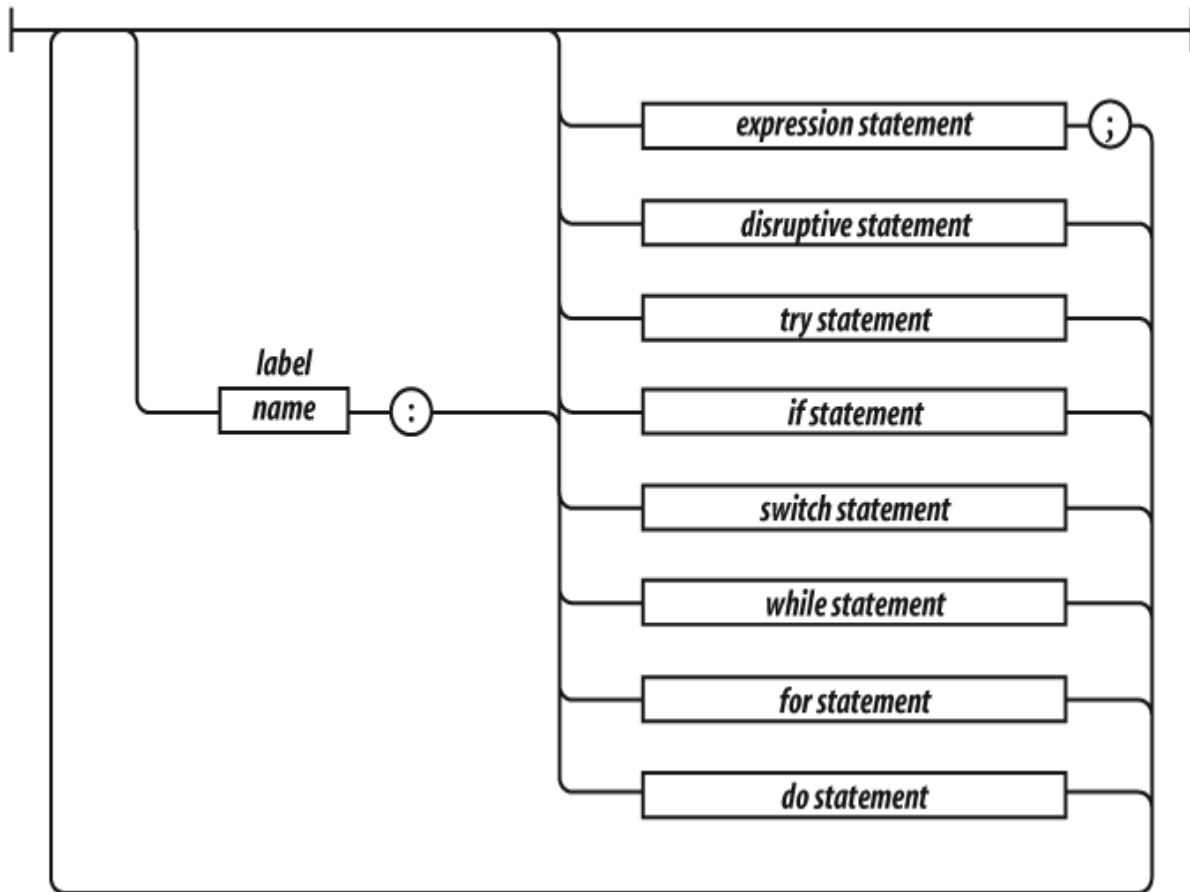 expression statement ;
disruptive statement
try statement
label
name :
if statement
switch statement
while statement
for statement
do statement